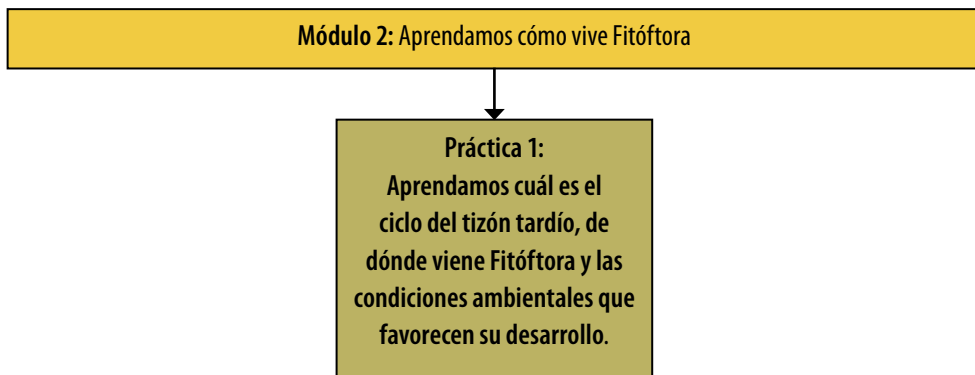 Módulo 2: Aprendamos cómo vive Fitóftora
Práctica 1:
Aprendamos cuál es el
ciclo del tizón tardío, de
dónde viene Fitóftora y las
condiciones ambientales que
favorecen su desarrollo.